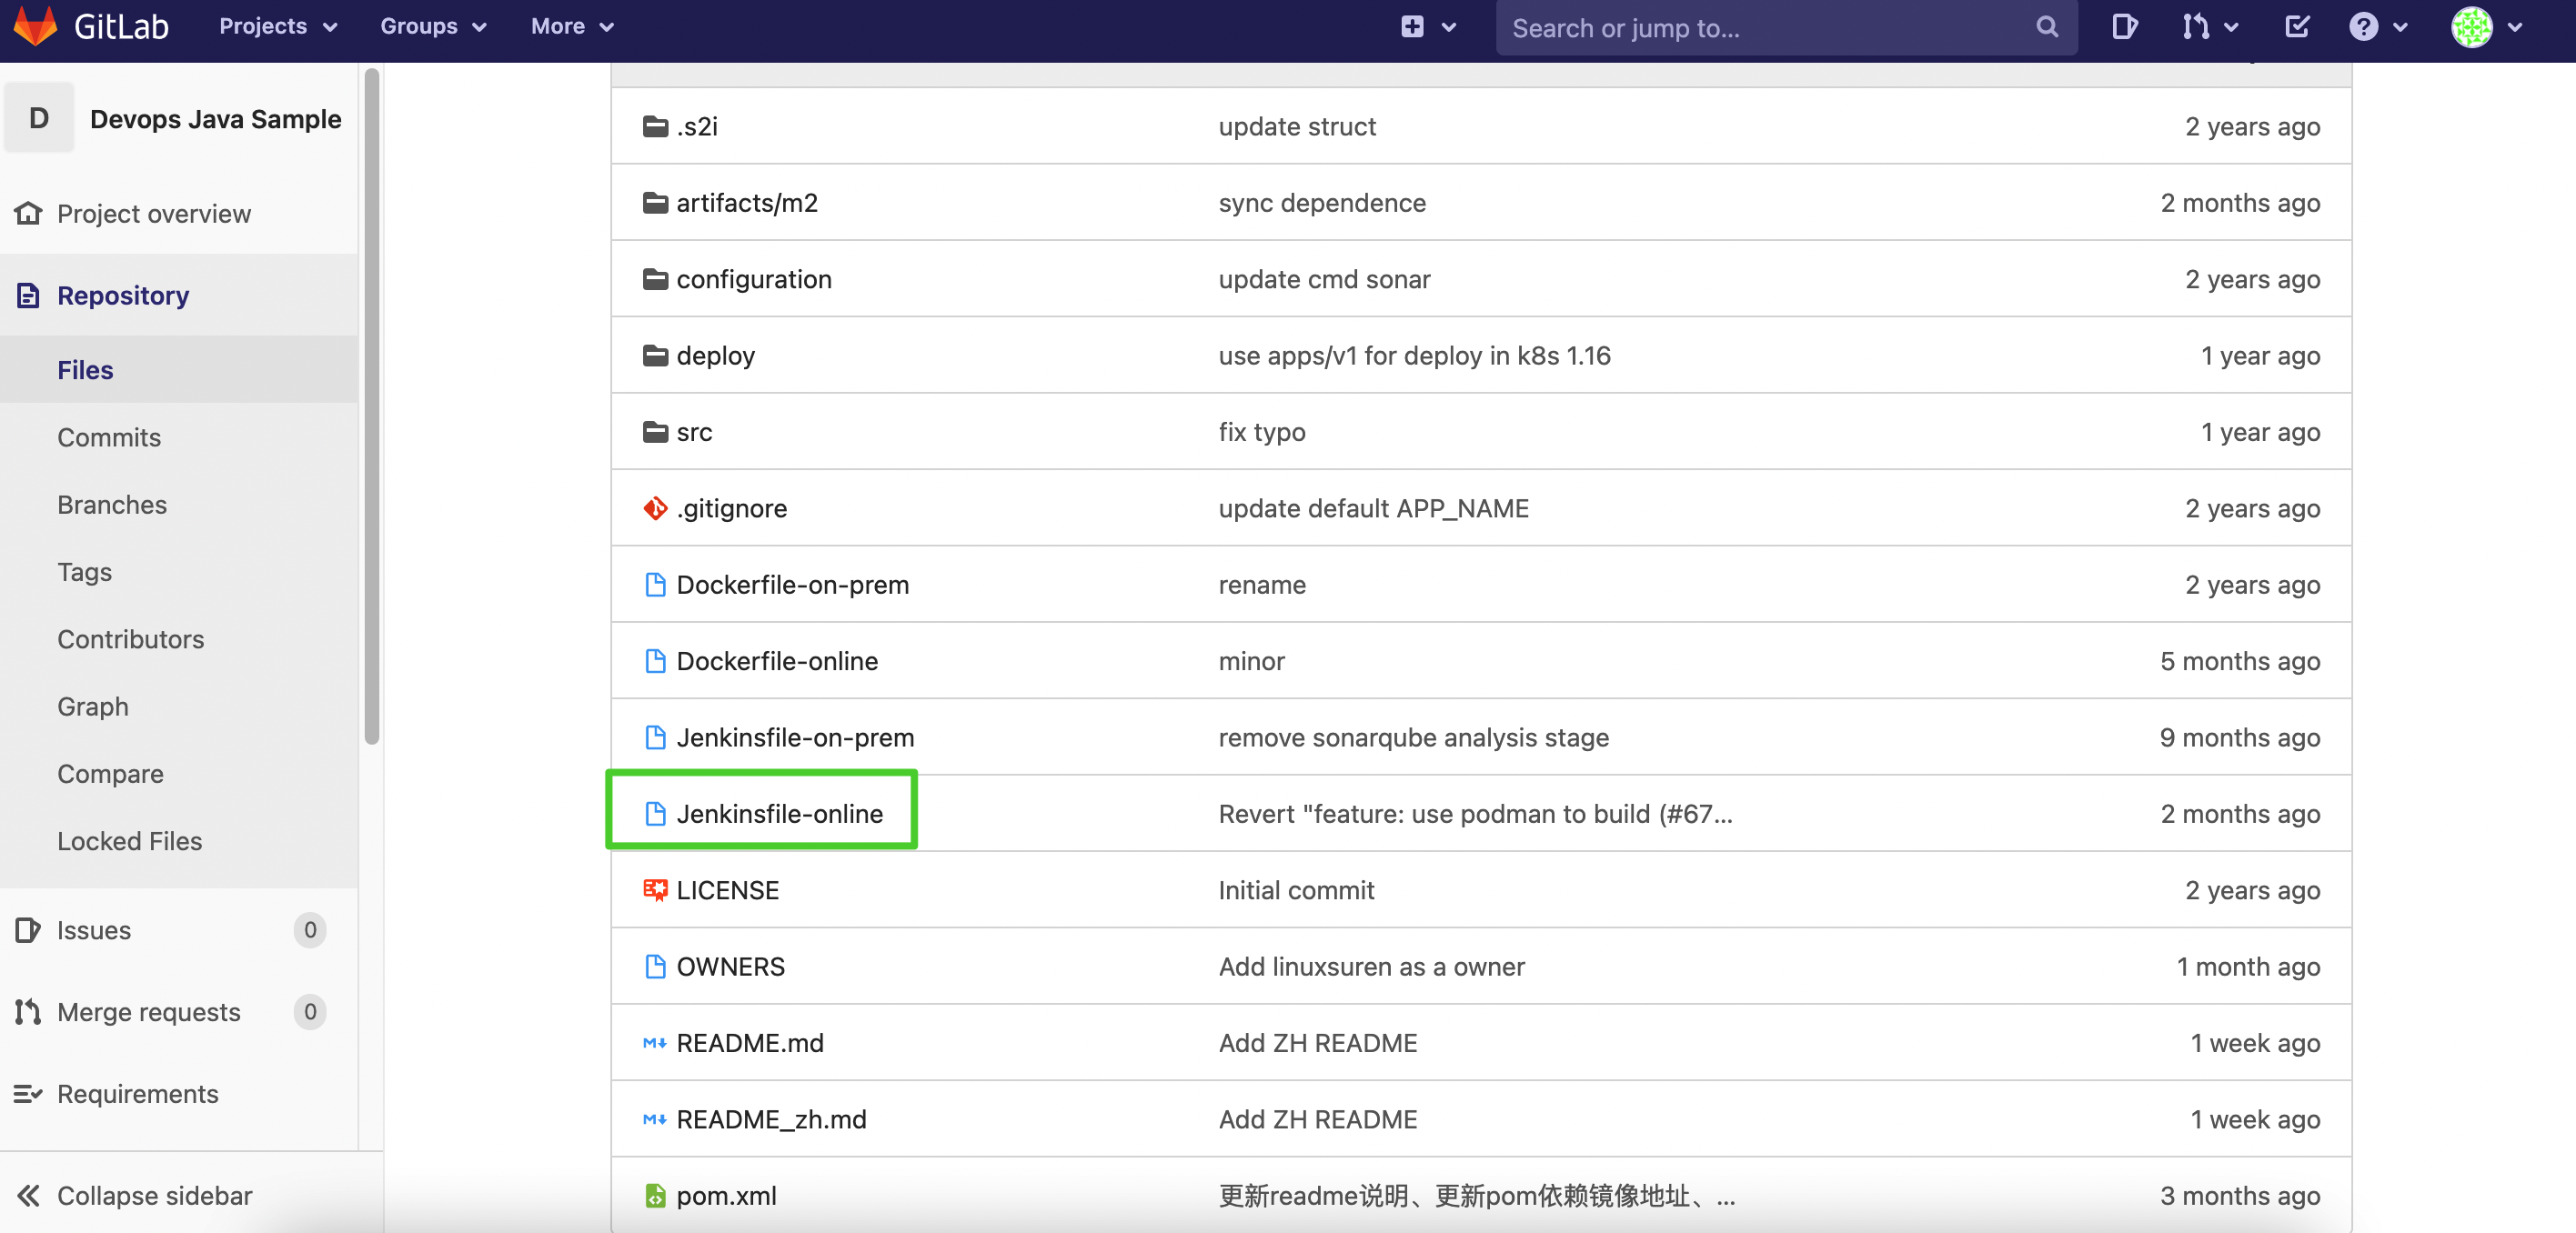 GitLab Projects Groups More Search or jump to...
D Devops Java Sample
Project overview
Repository
Files
Commits
Branches
Tags
Contributors
Graph
Compare
Locked Files
Issues 0
Merge requests 0
Requirements
Collapse sidebar
.s2i update struct 2 years ago
artifacts/m2 sync dependence 2 months ago
configuration update cmd sonar 2 years ago
deploy use apps/v1 for deploy in k8s 1.16 1 year ago
src fix typo 1 year ago
.gitignore update default APP_NAME 2 years ago
Dockerfile-on-prem rename 2 years ago
Dockerfile-online minor 5 months ago
Jenkinsfile-on-prem remove sonarqube analysis stage 9 months ago
Jenkinsfile-online Revert "feature: use podman to build (#67... 2 months ago
LICENSE Initial commit 2 years ago
OWNERS Add linuxsuren as a owner 1 month ago
README.md Add ZH README 1 week ago
README_zh.md Add ZH README 1 week ago
pom.xml 更新readme说明、更新pom依赖镜像地址、... 3 months ago